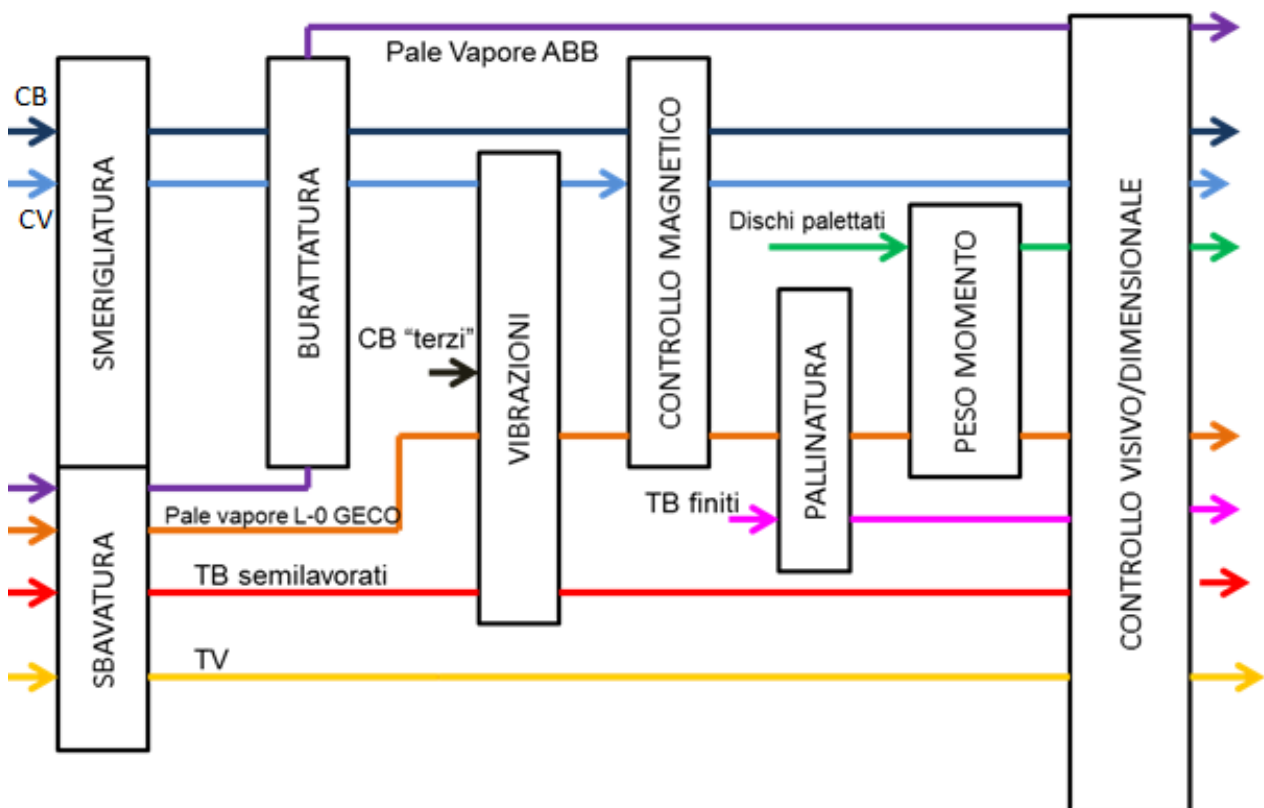 Pale Vapore ABB
CB
CV
SMERIGLIATURA
BURATTATURA
CONTROLLO MAGNETICO
Dischi palettati
CB “terzi”
VIBRAZIONI
PESO MOMENTO
CONTROLLO VISIVO/DIMENSIONALE
PALLINATURA
TB finiti
Pale vapore L-0 GECO
SBAVATURA
TB semilavorati
TV